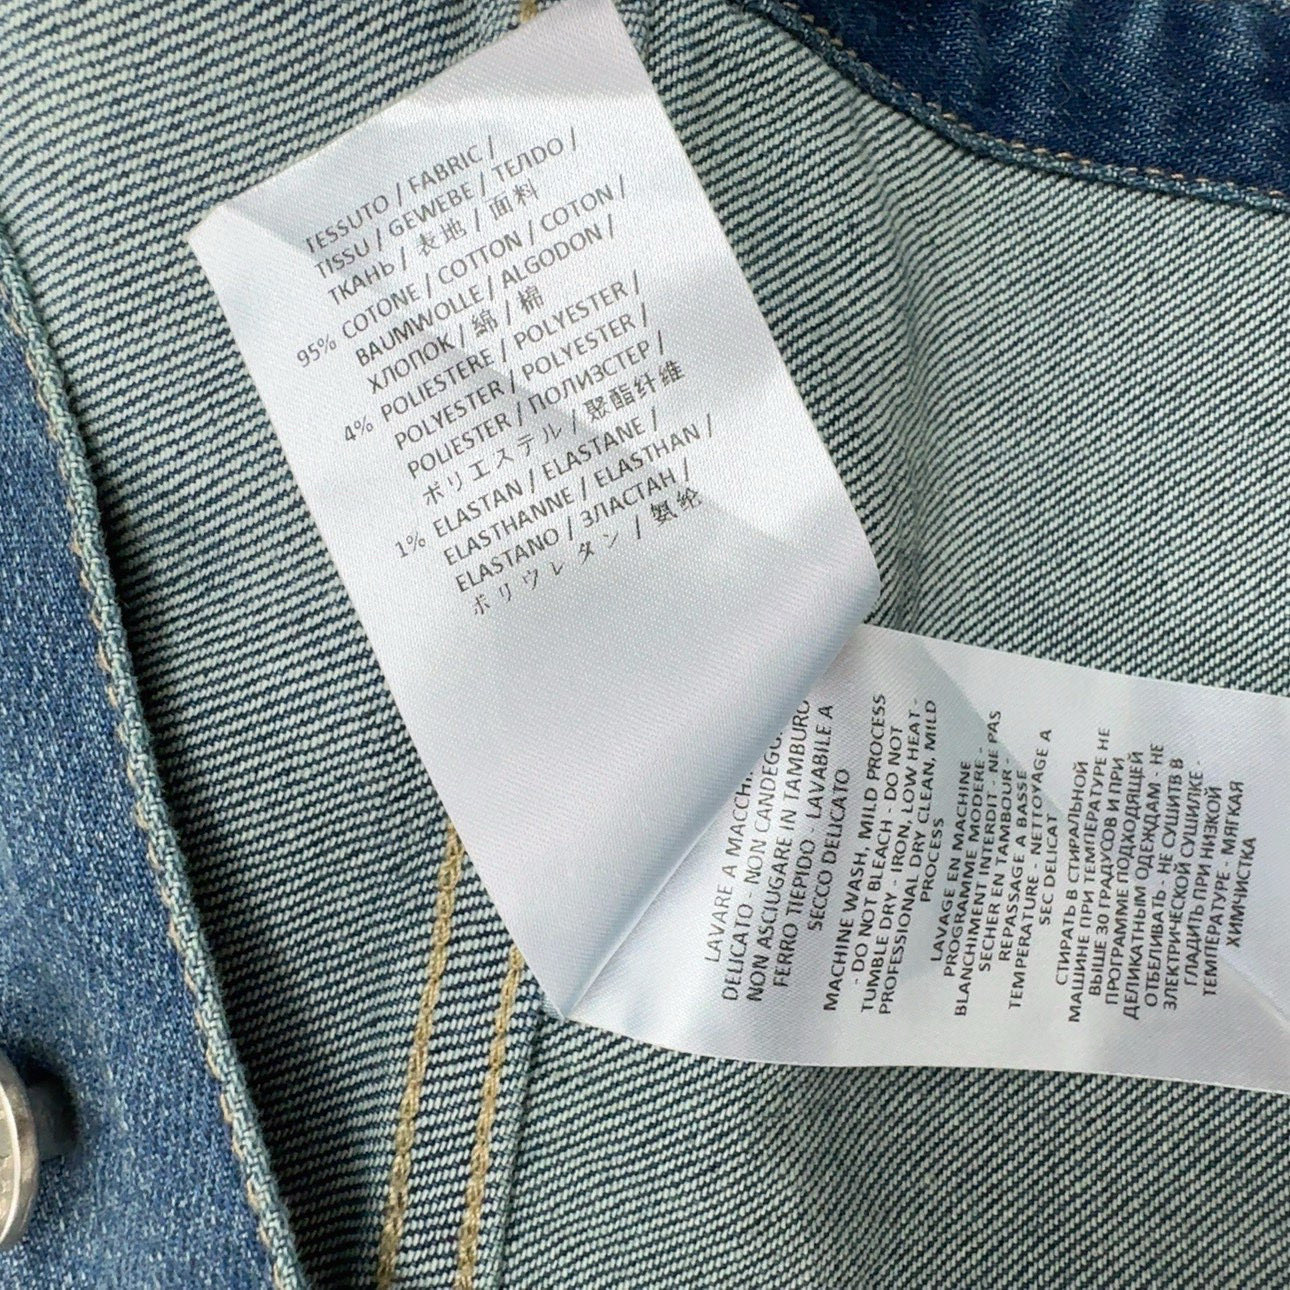 TESSUTO / FABRIC /
TISSU / GEWEBE / ТЕЛДО /
ТКАНЬ / 表地 / 面料
95% COTONE / COTTON / COTON /
BAUMWOLLE / ALGODON /
ХЛОПОК / 綿 / 棉
4% POLIESTERE / POLYESTER /
POLYESTER / POLYESTER /
POLIESTER / ПОЛИЗСТЕР /
ポリエステル / 聚酯纤维
1% ELASTAN / ELASTANE /
ELASTHANNE / ELASTHAN /
ELASTANO / ЗЛАСТАН /
ポリウレタン / 氨纶
LAVARE A MACCH
DELICATO - NON CANDEGG
NON ASCIUGARE IN TAMBURO
FERRO TIEPIDO - LAVABILE A
SECCO DELICATO
MACHINE WASH, MILD PROCESS
- DO NOT BLEACH - DO NOT
TUMBLE DRY - IRON, LOW HEAT -
PROFESSIONAL DRY CLEAN, MILD
PROCESS
LAVAGE EN MACHINE
PROGRAMME MODERE -
BLANCHIMENT INTERDIT - NE PAS
SECHER EN TAMBOUR -
REPASSAGE A BASSE
TEMPERATURE - NETTOYAGE A
SEC DELICAT
СТИРАТЬ В СТИРАЛЬНОЙ
МАШИНЕ ПРИ ТЕМПЕРАТУРЕ НЕ
ВЫШЕ 30 ГРАДУСОВ И ПРИ
ПРОГРАММЕ ПОДХОДЯЩЕЙ
ДЕЛИКАТНЫМ ОДЕЖДАМ - НЕ
ОТБЕЛИВАТЬ - НЕ СУШИТЬ В
ЗЛЕКТРИЧЕСКОЙ СУШИЛКЕ -
ГЛАДИТЬ ПРИ НИЗКОЙ
ТЕМПЕРАТУРЕ - МЯГКАЯ
ХИМЧИСТКА